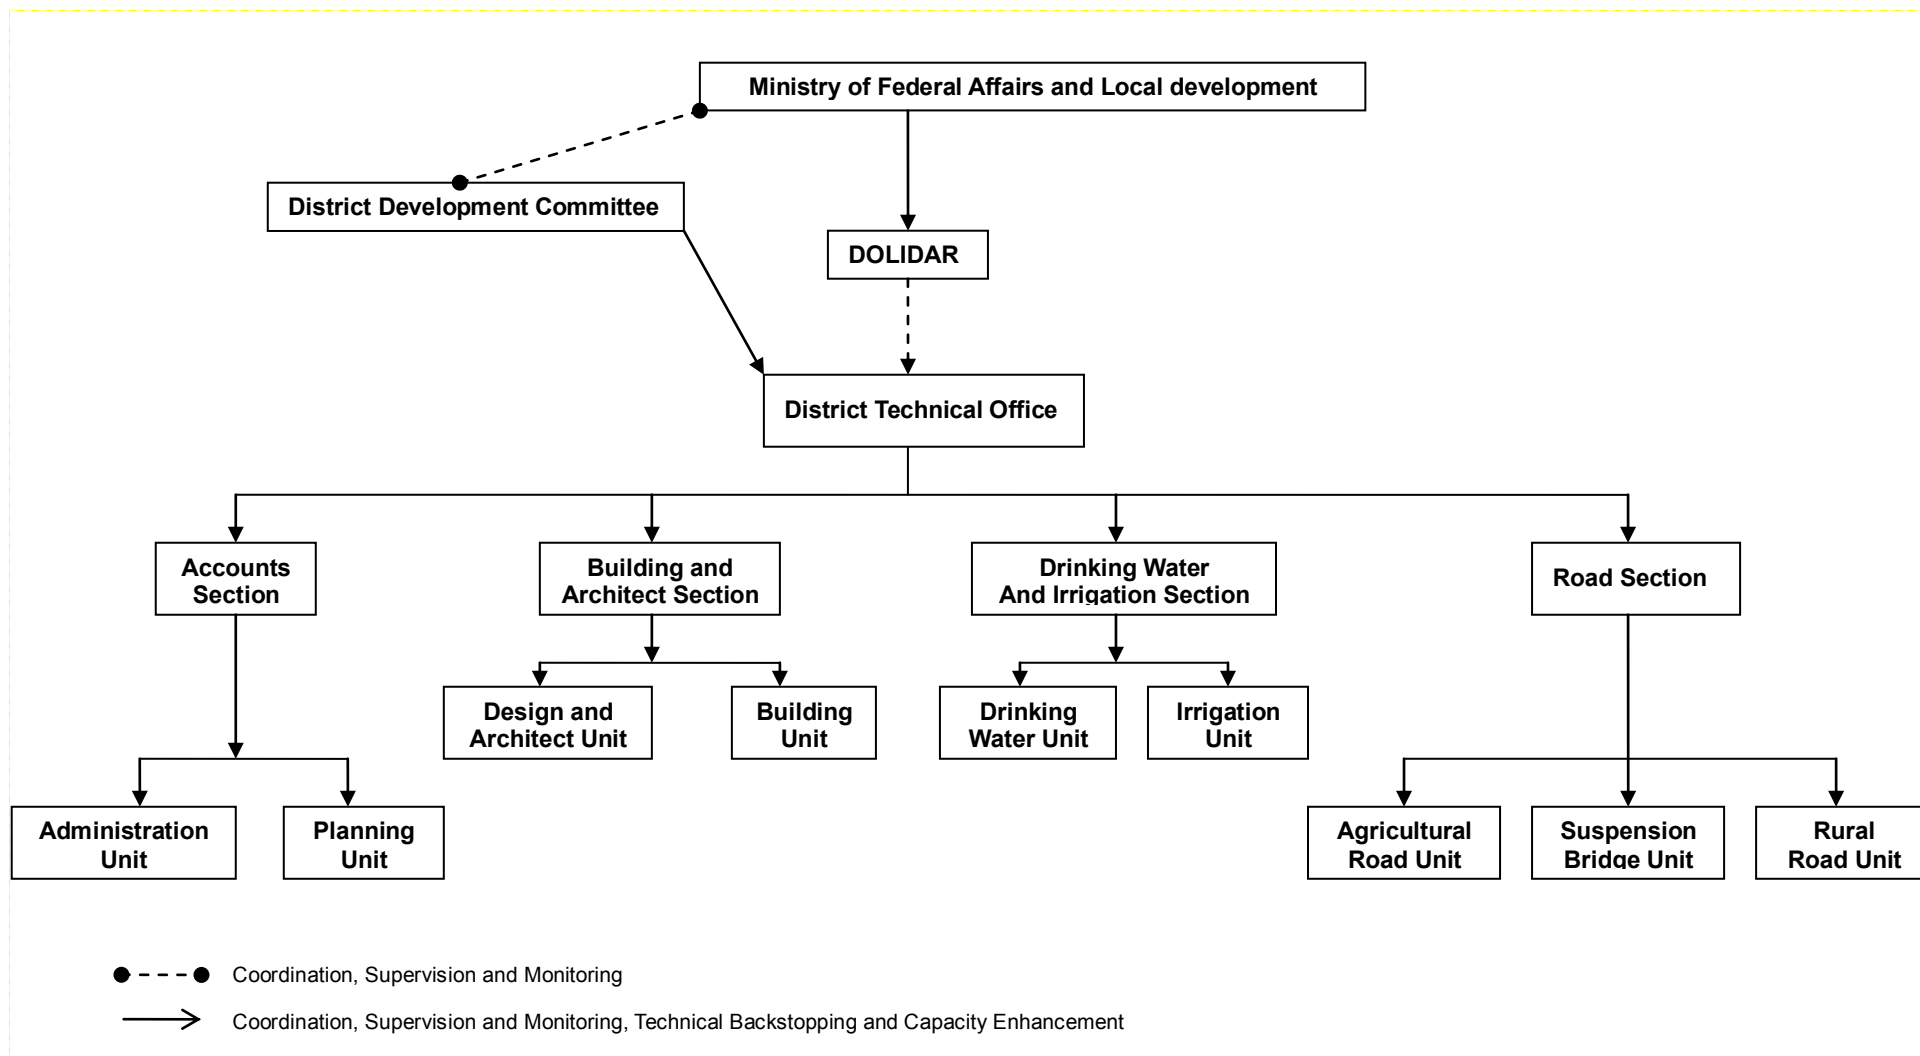 Ministry of Federal Affairs and Local development
District Development Committee
DOLIDAR
District Technical Office
Accounts
Section
Building and
Architect Section
Drinking Water
And Irrigation Section
Road Section
Design and
Architect Unit
Building
Unit
Drinking
Water Unit
Irrigation
Unit
Administration
Unit
Planning
Unit
Agricultural
Road Unit
Suspension
Bridge Unit
Rural
Road Unit
Coordination, Supervision and Monitoring
Coordination, Supervision and Monitoring, Technical Backstopping and Capacity Enhancement